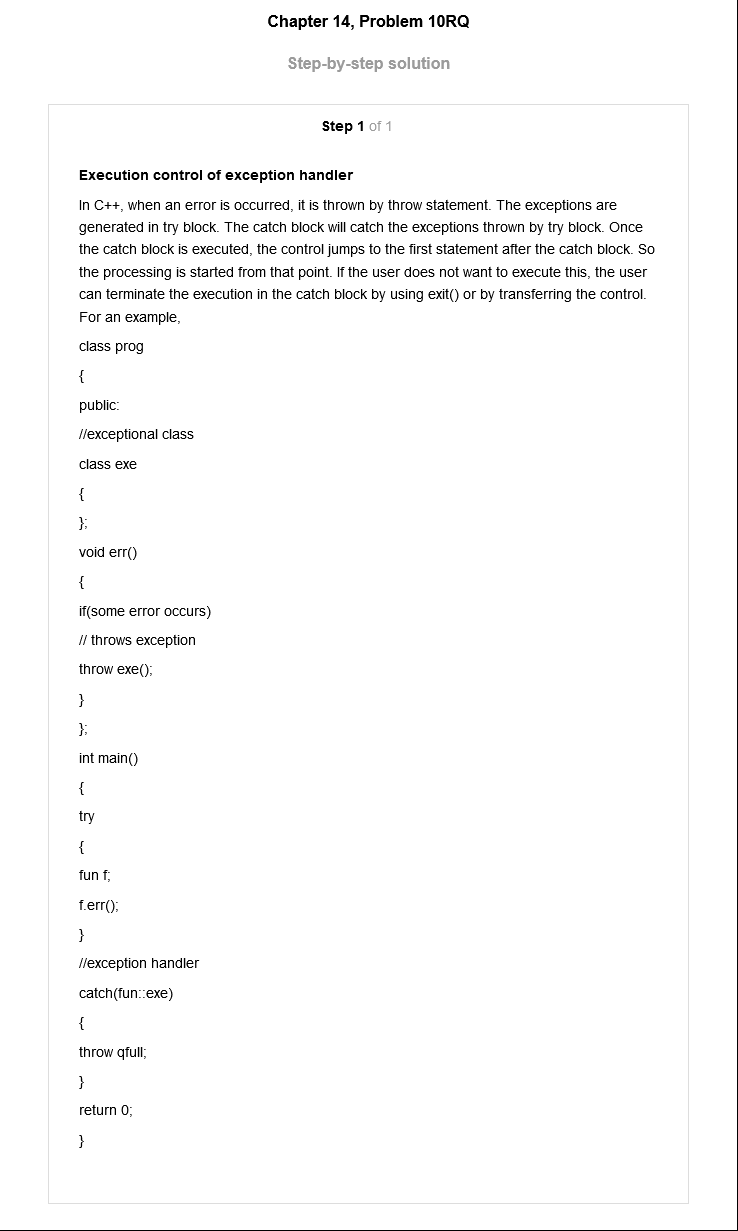 Chapter 14, Problem 10RQ
Step-by-step solution
Step 1 of 1
Execution control of exception handler
In C++, when an error is occurred, it is thrown by throw statement. The exceptions are
generated in try block. The catch block will catch the exceptions thrown by try block. Once
the catch block is executed, the control jumps to the first statement after the catch block. So
the processing is started from that point. If the user does not want to execute this, the user
can terminate the execution in the catch block by using exit() or by transferring the control.
For an example,
class prog
{
public:
//exceptional class
class exe
{
};
void err()
{
if(some error occurs)
// throws exception
throw exe();
}
};
int main()
{
try
{
fun f;
f.err();
}
//exception handler
catch(fun::exe)
{
throw qfull;
}
return 0;
}